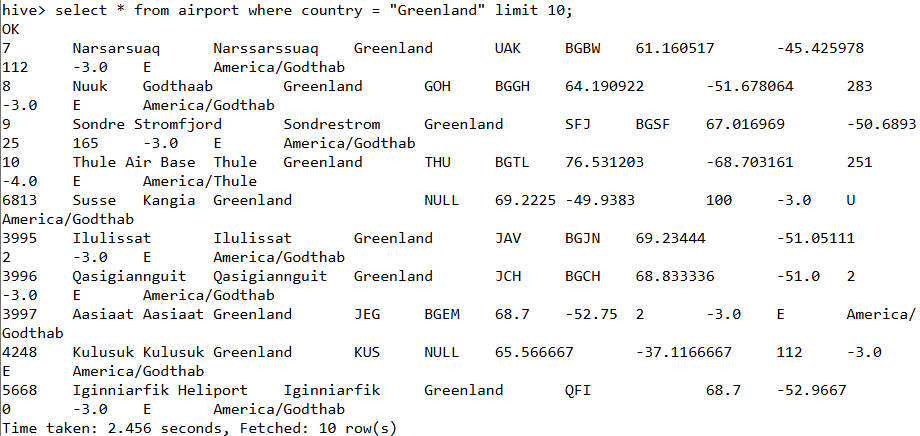 hive> select * from airport where country = "Greenland" limit 10;
OK
7       Narsarsuaq      Narssarssuaq    Greenland       UAK     BGBW    61.160517       -45.425978
112     -3.0    E       America/Godthab
8       Nuuk    Godthaab        Greenland       GOH     BGGH    64.190922       -51.678064      283
-3.0    E       America/Godthab
9       Sondre Stromfjord       Sondrestrom     Greenland       SFJ     BGSF    67.016969       -50.6893
25      165     -3.0    E       America/Godthab
10      Thule Air Base  Thule   Greenland       THU     BGTL    76.531203       -68.703161      251
-4.0    E       America/Thule
6813    Susse   Kangia  Greenland               NULL    69.2225 -49.9383        100     -3.0    U
America/Godthab
3995    Ilulissat       Ilulissat       Greenland       JAV     BGJN    69.23444        -51.05111
2       -3.0    E       America/Godthab
3996    Qasigiannguit   Qasigiannguit   Greenland       JCH     BGCH    68.833336       -51.0   2
-3.0    E       America/Godthab
3997    Aasiaat Aasiaat Greenland       JEG     BGEM    68.7    -52.75  2       -3.0    E       America/
Godthab
4248    Kulusuk Kulusuk Greenland       KUS     NULL    65.566667       -37.1166667     112     -3.0
E       America/Godthab
5668    Iginniarfik Heliport    Iginniarfik     Greenland       QFI             68.7    -52.9667
0       -3.0    E       America/Godthab
Time taken: 2.456 seconds, Fetched: 10 row(s)